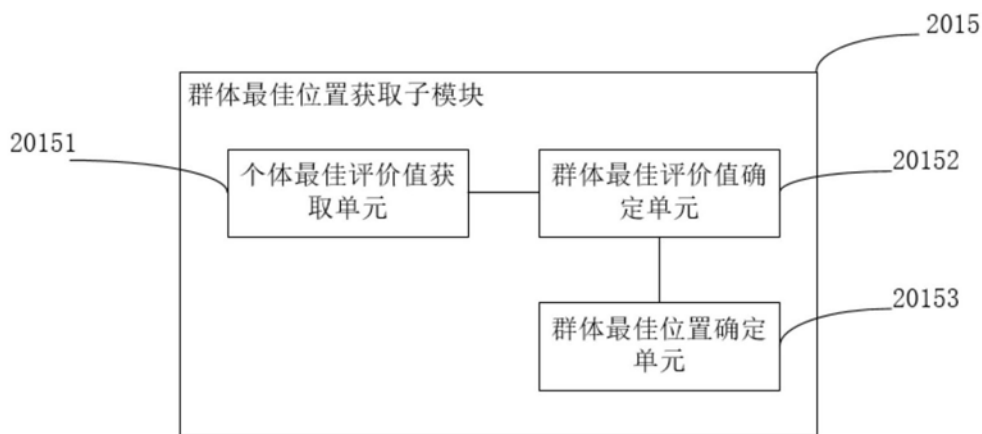 2015
群体最佳位置获取子模块
20151
个体最佳评价值获
取单元
群体最佳评价值确
定单元
20152
群体最佳位置确定
单元
20153